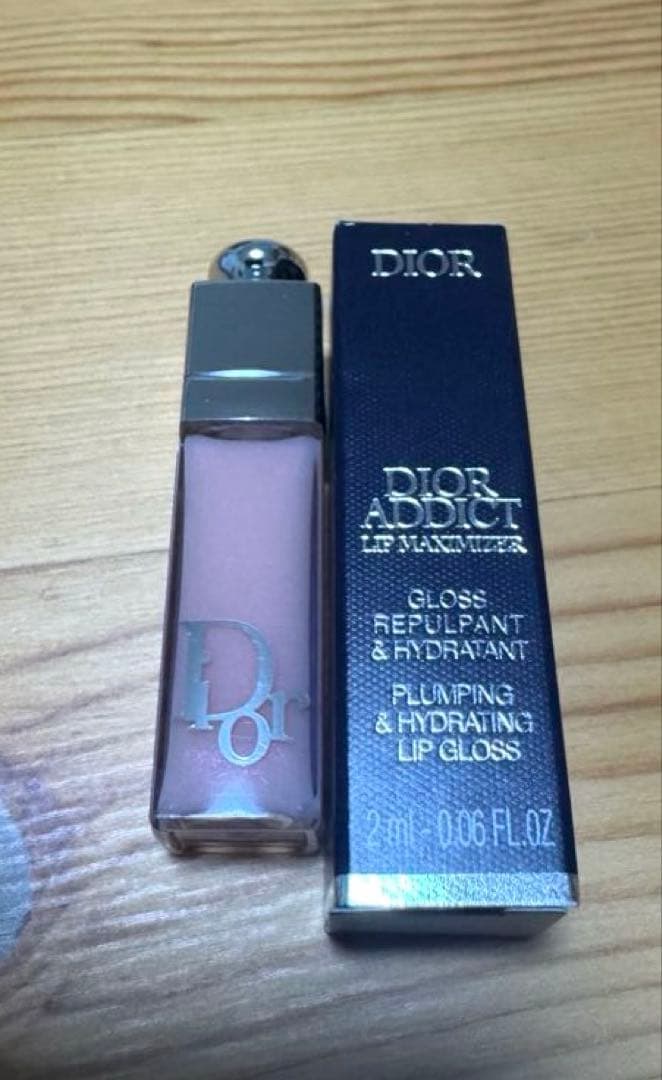 Dior
DIOR
DIOR
ADDICT
LIP MAXIMIZER
GLOSS
REPULPANT
& HYDRATANT
PLUMPING
& HYDRATING
LIP GLOSS
2 ml - 0.06 FL.OZ